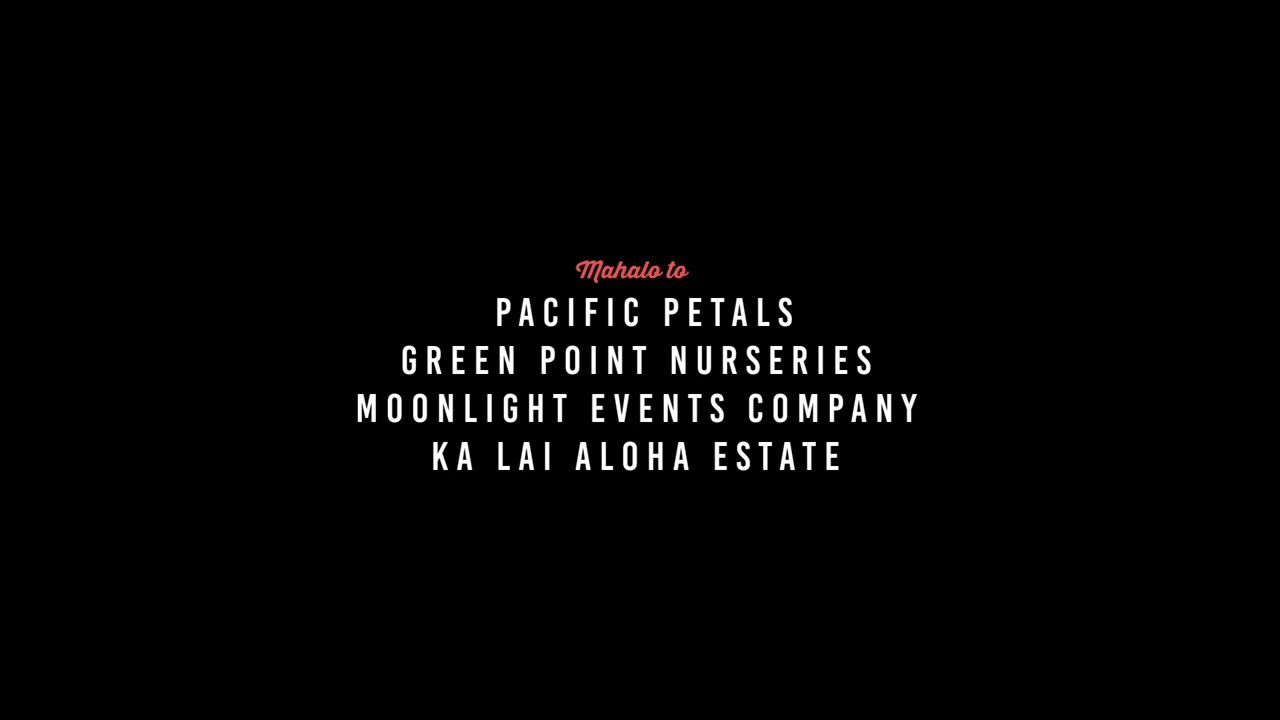 Mahalo to
PACIFIC PETALS
GREEN POINT NURSERIES
MOONLIGHT EVENTS COMPANY
KA LAI ALOHA ESTATE